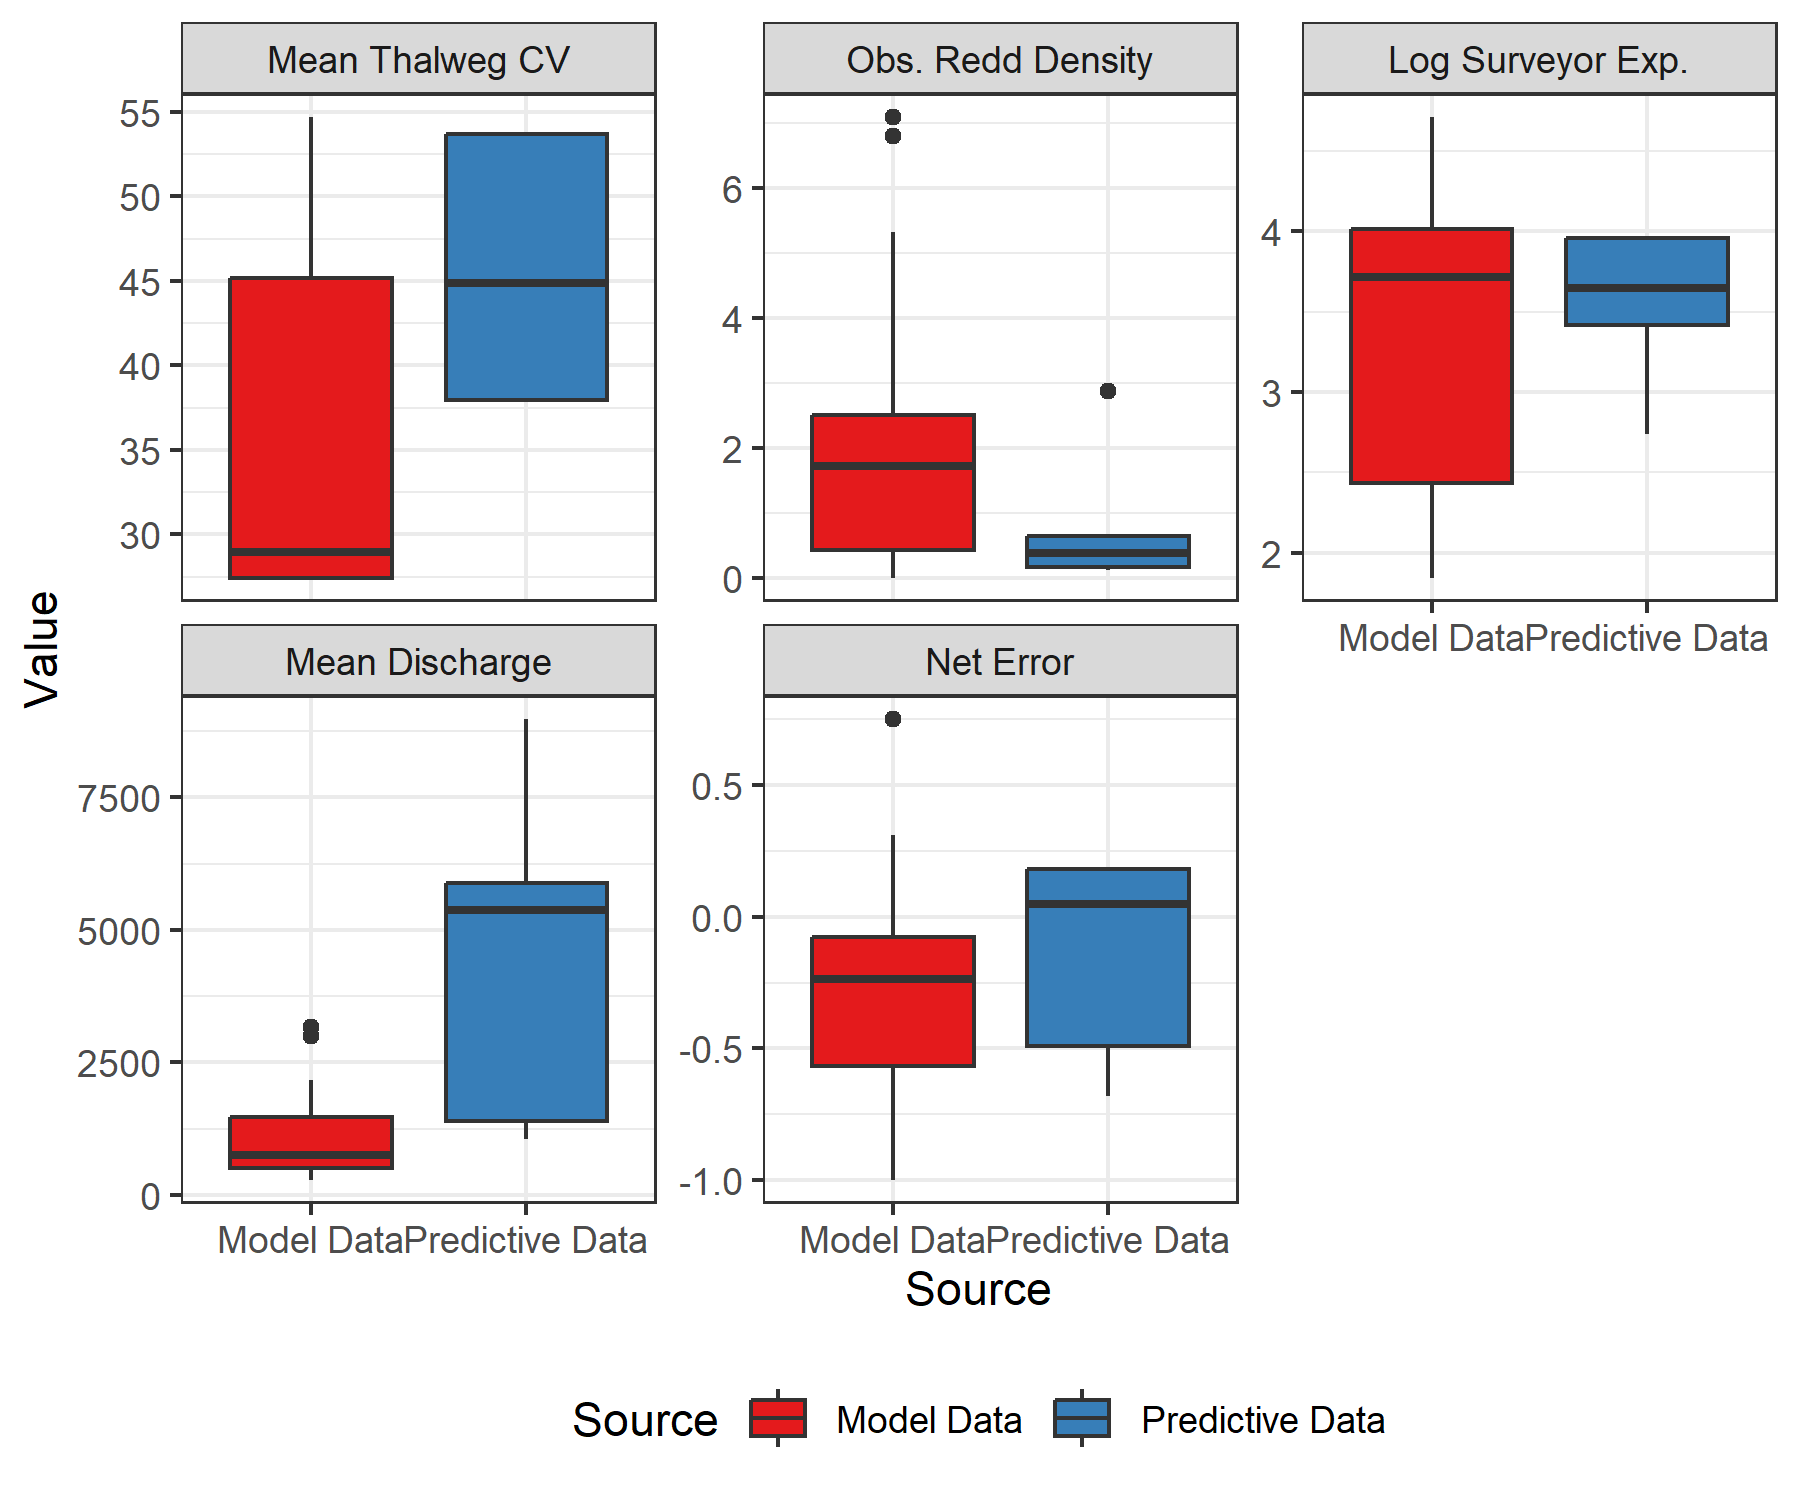 Mean Thalweg CV
Obs. Redd Density
Log Surveyor Exp.
55
50
45
40
35
30
6
4
2
0
4
3
2
Model Data
Predictive Data
Value
Mean Discharge
Net Error
7500
5000
2500
0
0.5
0.0
-0.5
-1.0
Model Data
Predictive Data
Model Data
Predictive Data
Source
Source
Model Data
Predictive Data